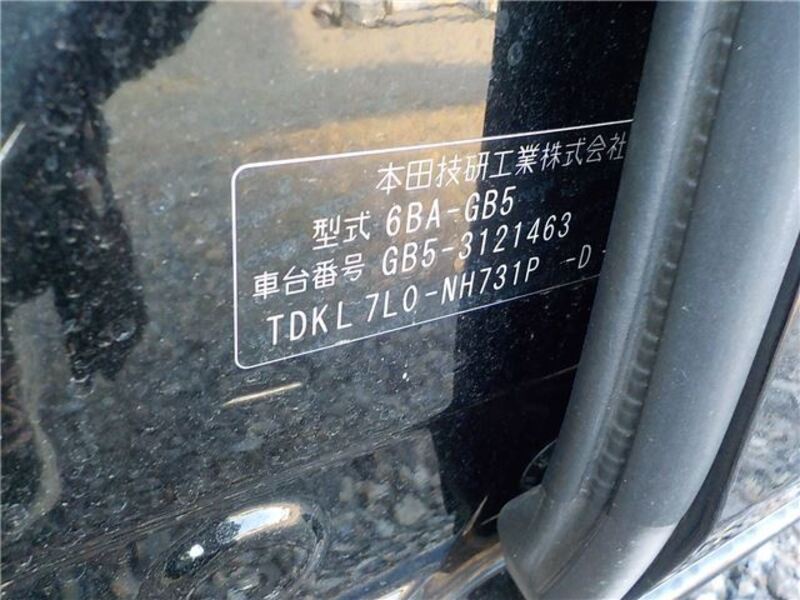 本田技研工業株式会社
型式 6BA-GB5
車台番号 GB5-3121463
TDKL 7L0-NH731P -D -